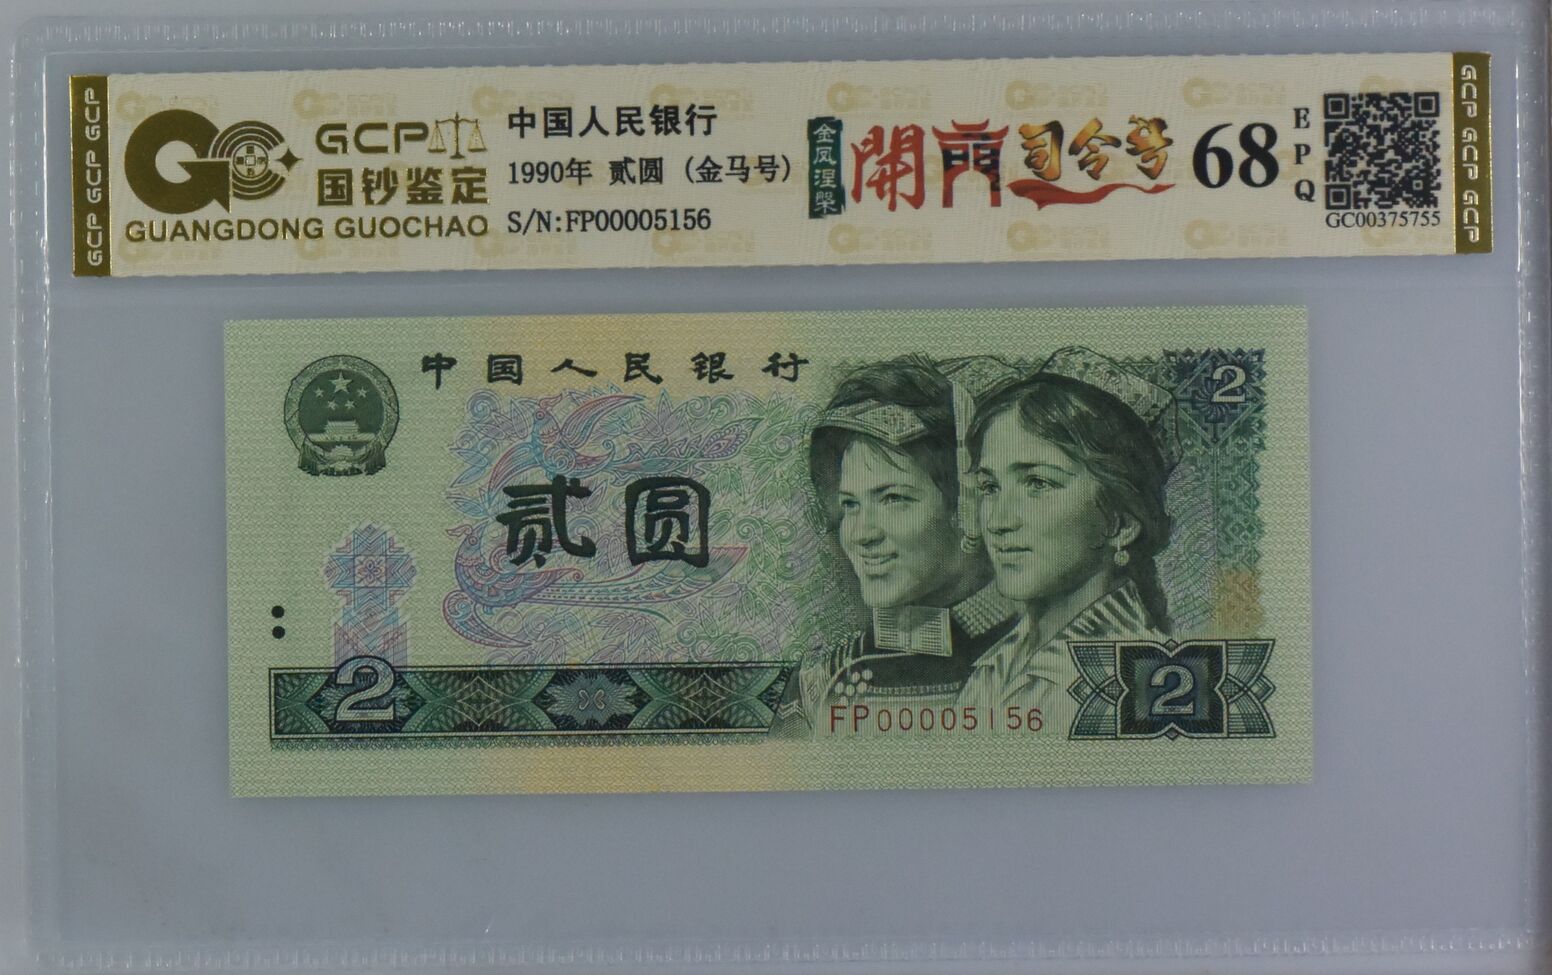 GCP GCP GCP
GCP
国钞鉴定
GUANGDONG GUOCHAO
中国人民银行
1990年 贰圆 (金马号)
S/N:FP00005156
金凤涅槃
開門司令号
68
EPQ
GC00375755
GCP GCP GCP
中国人民银行
2
贰圆
2
FP00005156
2